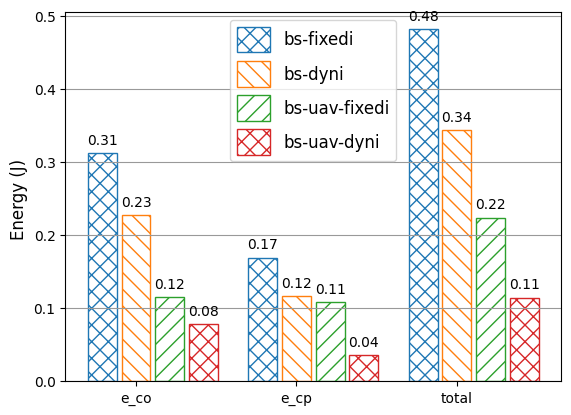 Energy (J)
0.5
0.4
0.3
0.2
0.1
0.0
bs-fixedi
bs-dyni
bs-uav-fixedi
bs-uav-dyni
0.31
0.23
0.12
0.08
0.17
0.12
0.11
0.04
0.48
0.34
0.22
0.11
e_co
e_cp
total